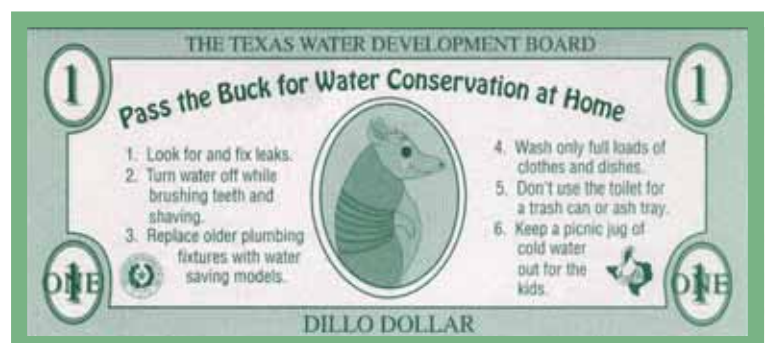 THE TEXAS WATER DEVELOPMENT BOARD
1
1
Pass the Buck for Water Conservation at Home
1. Look for and fix leaks.
2. Turn water off while
brushing teeth and
shaving.
3. Replace older plumbing
fixtures with water
saving models.
4. Wash only full loads of
clothes and dishes.
5. Don't use the toilet for
a trash can or ash tray.
6. Keep a picnic jug of
cold water
out for the
kids.
1
ONE
1
ONE
DILLO DOLLAR